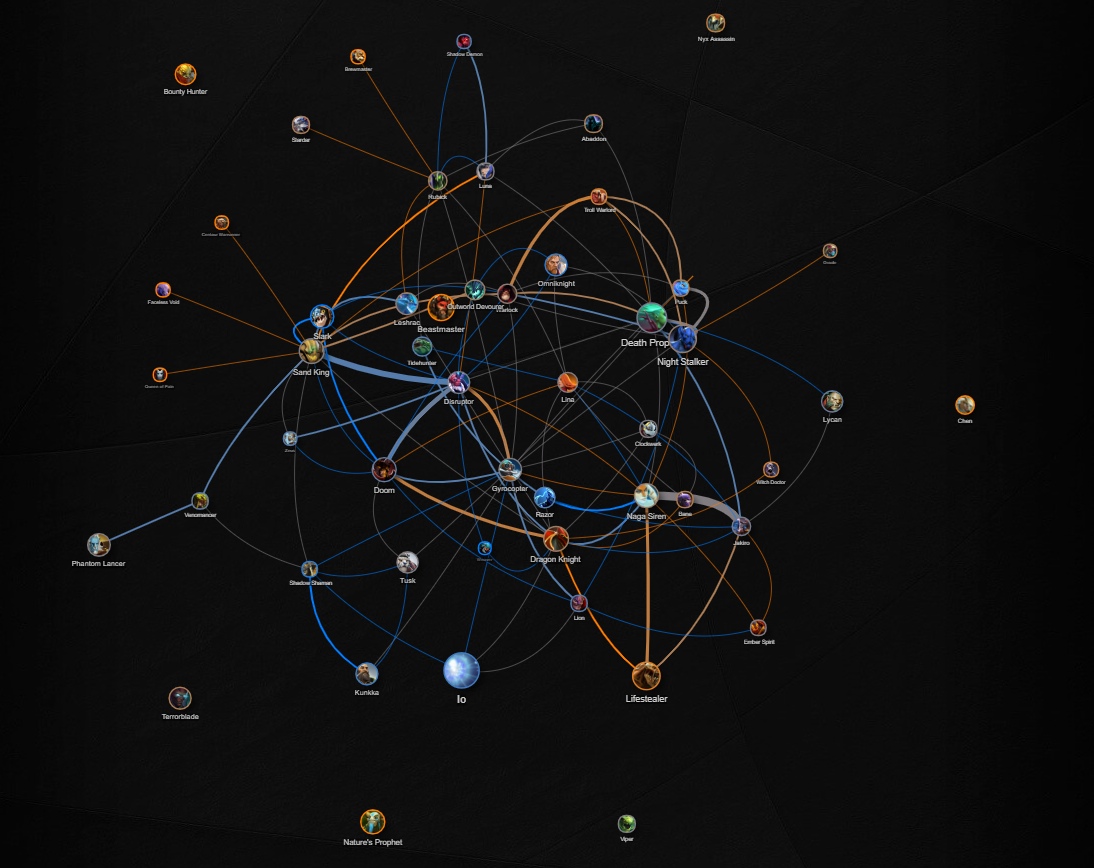 Nyx Assassin
Shadow Demon
Brewmaster
Bounty Hunter
Slardar
Abaddon
Rubick
Luna
Troll Warlord
Centaur Warrunner
Omniknight
Faceless Void
Puck
Outworld Devourer
Warlock
Leshrac
Beastmaster
Slark
Death Prop
Night Stalker
Tidehunter
Sand King
Queen of Pain
Disruptor
Lina
Lycan
Chen
Clockwerk
Zeus
Witch Doctor
Doom
Gyrocopter
Venomancer
Razor
Naga Siren
Bane
Jakiro
Phantom Lancer
Dragon Knight
Tusk
Shadow Shaman
Lion
Ember Spirit
Kunkka
Io
Lifestealer
Terrorblade
Nature's Prophet
Viper